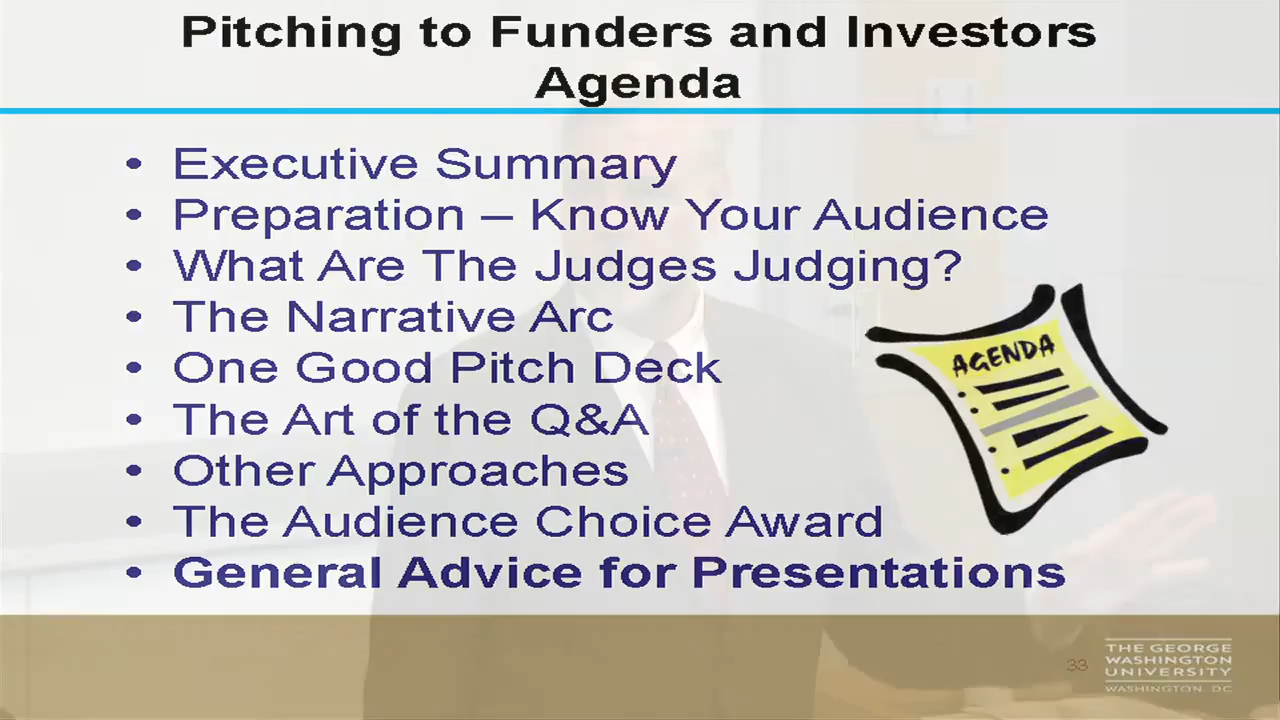 Pitching to Funders and Investors
Agenda
• Executive Summary
• Preparation – Know Your Audience
• What Are The Judges Judging?
• The Narrative Arc
• One Good Pitch Deck
• The Art of the Q&A
• Other Approaches
• The Audience Choice Award
• General Advice for Presentations
AGENDA
33
THE GEORGE
WASHINGTON
UNIVERSITY
WASHINGTON, DC